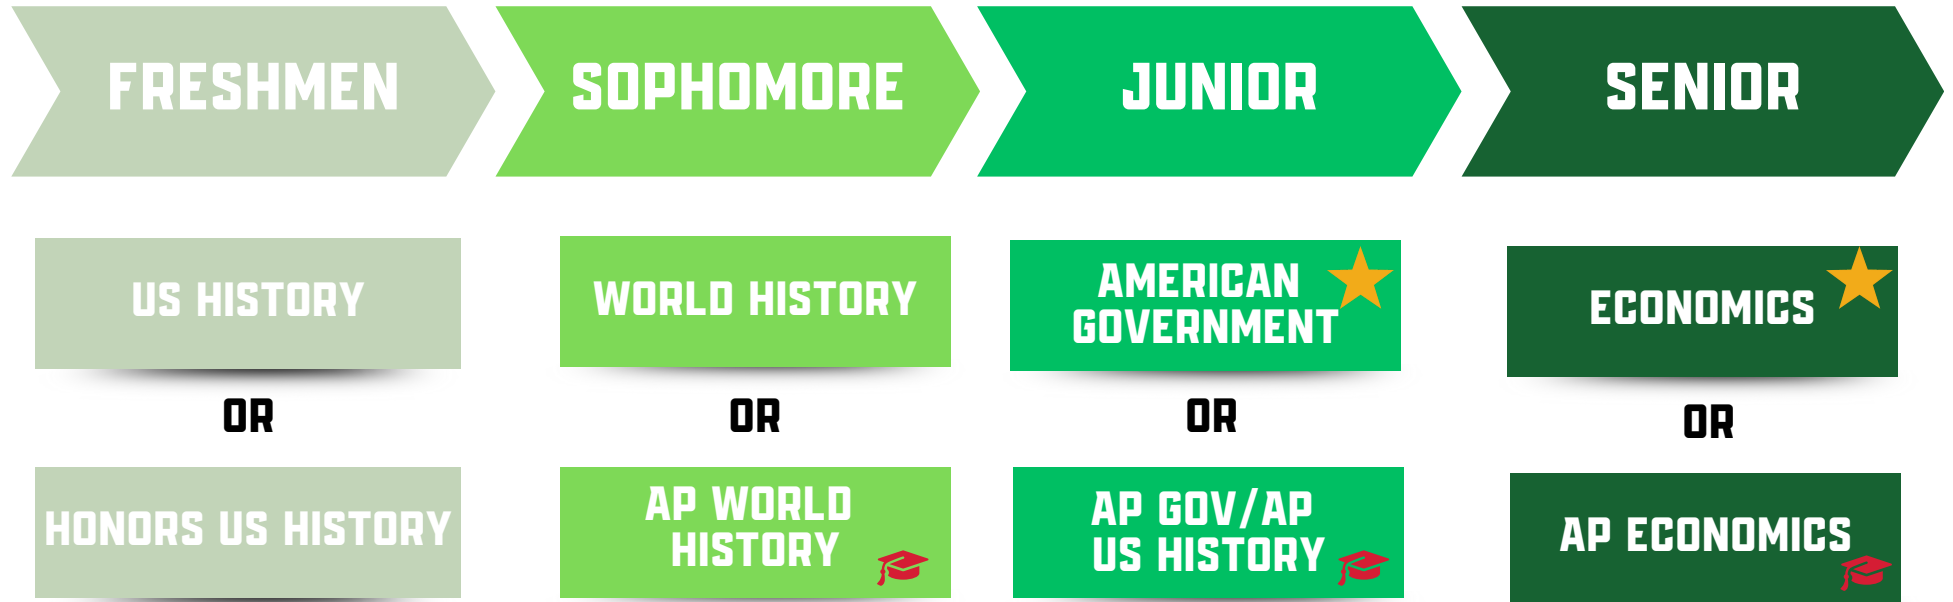 FRESHMEN
SOPHOMORE
JUNIOR
SENIOR
US HISTORY
WORLD HISTORY
AMERICAN
GOVERNMENT
ECONOMICS
OR
OR
OR
OR
HONORS US HISTORY
AP WORLD
HISTORY
AP GOV/AP
US HISTORY
AP ECONOMICS